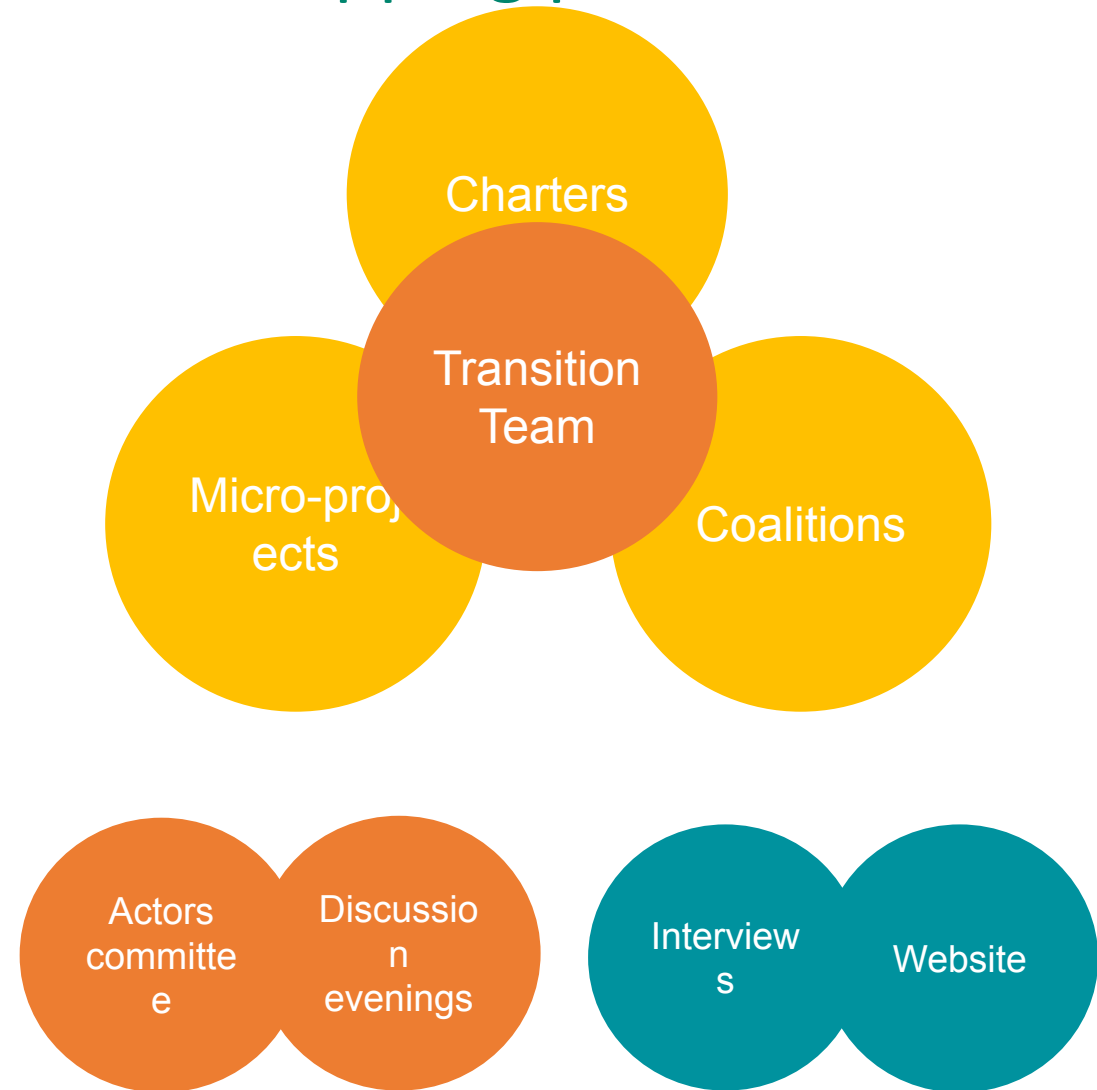 Charters
Transition
Team
Micro-proj
ects
Coalitions
Actors
committe
e
Discussio
n
evenings
Interview
s
Website